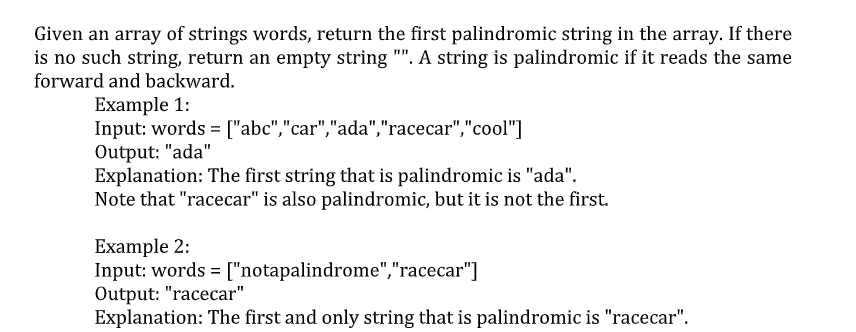 Given an array of strings words, return the first palindromic string in the array. If there
is no such string, return an empty string "". A string is palindromic if it reads the same
forward and backward.
Example 1:
Input: words = ["abc","car","ada","racecar","cool"]
Output: "ada"
Explanation: The first string that is palindromic is "ada".
Note that "racecar" is also palindromic, but it is not the first.
Example 2:
Input: words = ["notapalindrome","racecar"]
Output: "racecar"
Explanation: The first and only string that is palindromic is "racecar".